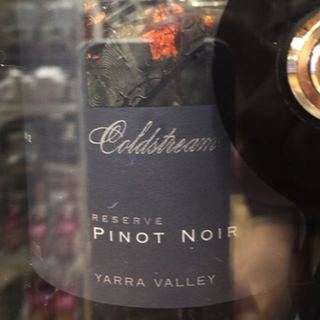 Coldstream
RESERVE
PINOT NOIR
YARRA VALLEY